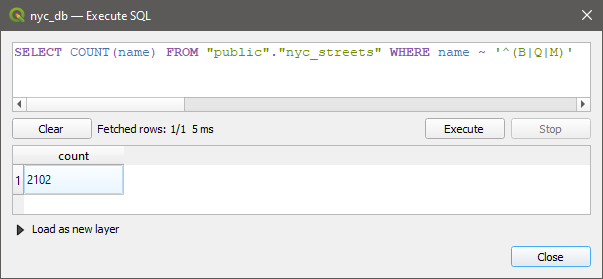 nyc_db — Execute SQL
SELECT COUNT(name) FROM "public"."nyc_streets" WHERE name ~ '^(B|Q|M)'
Clear
Fetched rows: 1/1 5 ms
Execute
Stop
count
1 2102
Load as new layer
Close